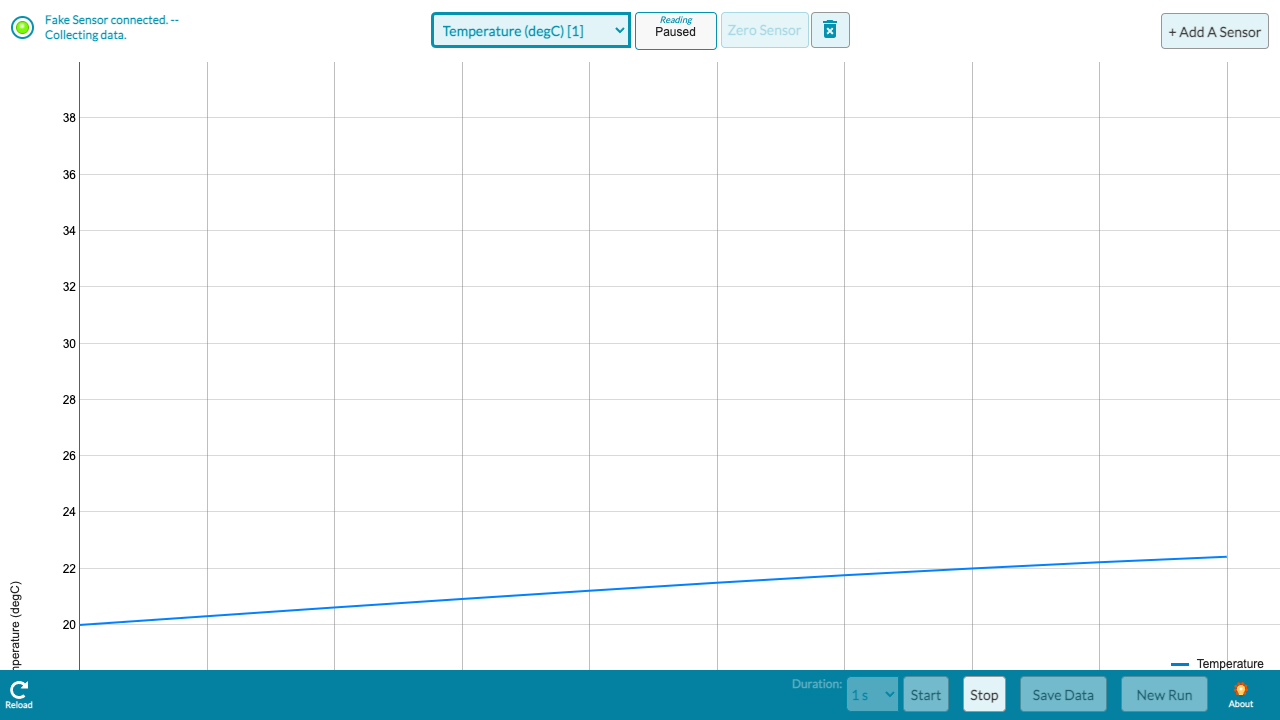 Fake Sensor connected. --
Collecting data.
Temperature (degC) [1]
Reading
Paused
Zero Sensor
+ Add A Sensor
38
36
34
32
30
28
26
24
22
20
perature (degC)
Temperature
Reload
Duration:
1 s
Start
Stop
Save Data
New Run
About